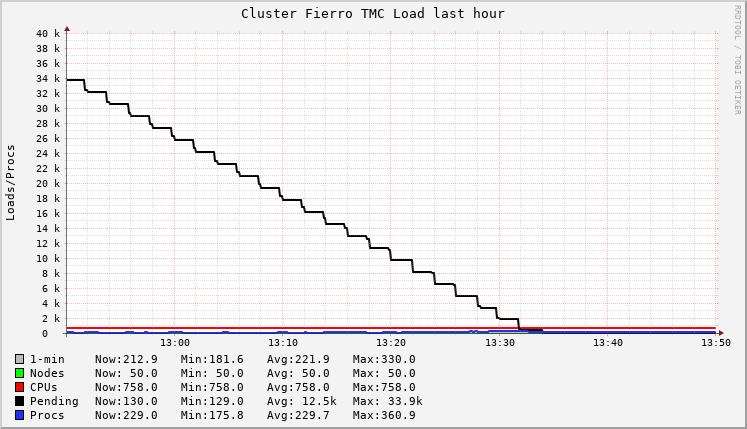 Cluster Fierro TMC Load last hour
RRDTOOL / TOBI OETIKER
Loads/Procs
40 k
38 k
36 k
34 k
32 k
30 k
28 k
26 k
24 k
22 k
20 k
18 k
16 k
14 k
12 k
10 k
8 k
6 k
4 k
2 k
0
13:00 13:10 13:20 13:30 13:40 13:50
1-min Now:212.9 Min:181.6 Avg:221.9 Max:330.0
Nodes Now: 50.0 Min: 50.0 Avg: 50.0 Max: 50.0
CPUs Now:758.0 Min:758.0 Avg:758.0 Max:758.0
Pending Now:130.0 Min:129.0 Avg: 12.5k Max: 33.9k
Procs Now:229.0 Min:175.8 Avg:229.7 Max:360.9